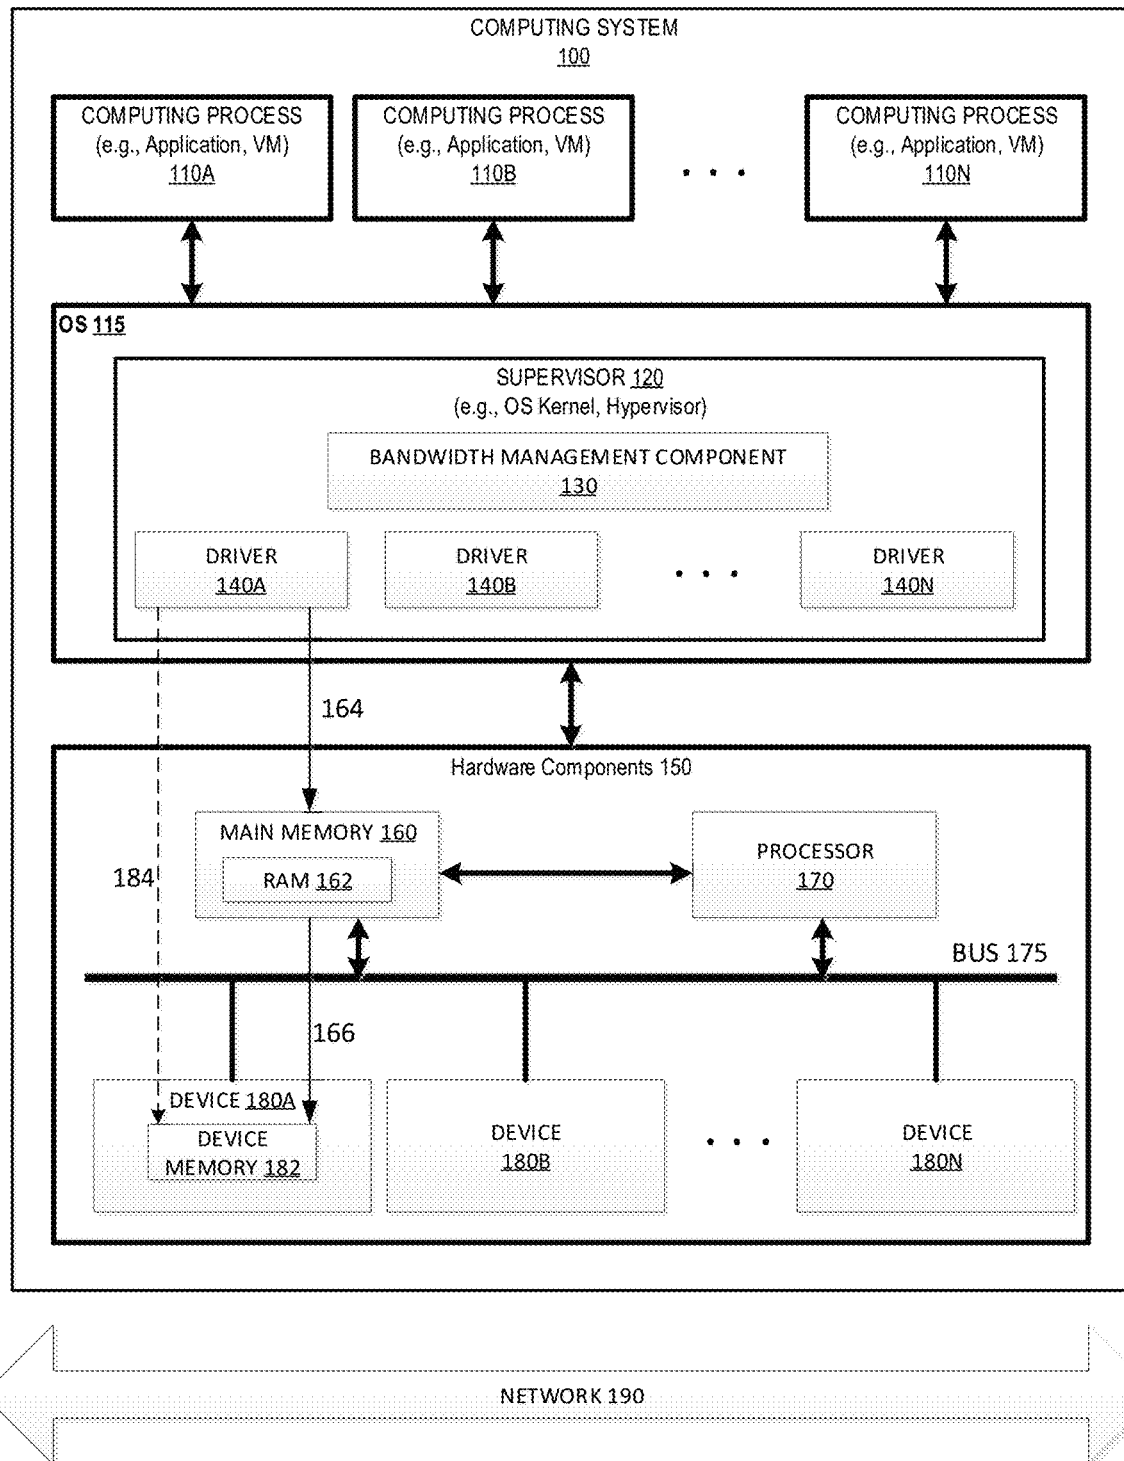 COMPUTING SYSTEM
100
COMPUTING PROCESS
(e.g., Application, VM)
110A
COMPUTING PROCESS
(e.g., Application, VM)
110B
. . .
COMPUTING PROCESS
(e.g., Application, VM)
110N
OS 115
SUPERVISOR 120
(e.g., OS Kernel, Hypervisor)
BANDWIDTH MANAGEMENT COMPONENT
130
DRIVER
140A
DRIVER
140B
. . .
DRIVER
140N
164
Hardware Components 150
MAIN MEMORY 160
RAM 162
PROCESSOR
170
184
BUS 175
166
DEVICE 180A
DEVICE
MEMORY 182
DEVICE
180B
. . .
DEVICE
180N
NETWORK 190